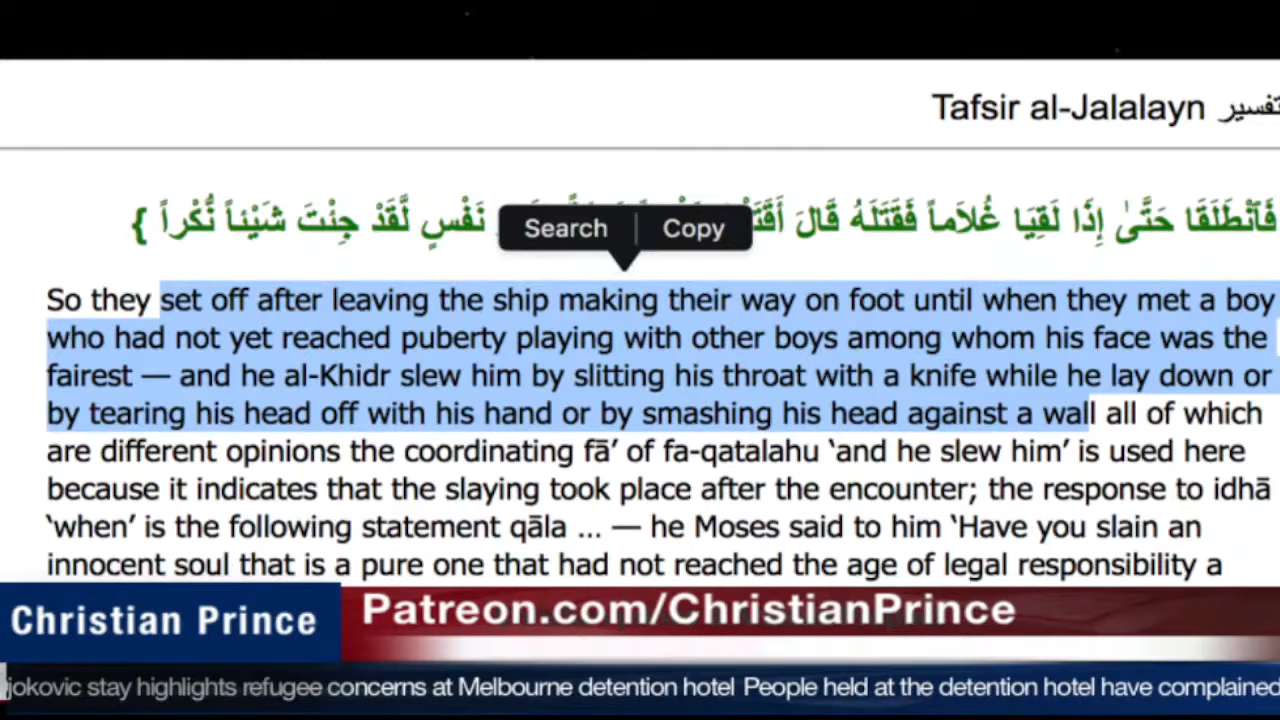 Tafsir al-Jalalayn تفسير
فَٱنْطَلَقَا حَتَّىٰ إِذَا لَقِيَا غُلاَماً فَقَتَلَهُ قَالَ نَفْسٍ لَّقَدْ جِئْتَ شَيْئاً نُّكْراً }
Search Copy
So they set off after leaving the ship making their way on foot until when they met a boy
who had not yet reached puberty playing with other boys among whom his face was the
fairest — and he al-Khidr slew him by slitting his throat with a knife while he lay down or
by tearing his head off with his hand or by smashing his head against a wall all of which
are different opinions the coordinating fā’ of fa-qatalahu ‘and he slew him’ is used here
because it indicates that the slaying took place after the encounter; the response to idhā
‘when’ is the following statement qāla ... — he Moses said to him ‘Have you slain an
innocent soul that is a pure one that had not reached the age of legal responsibility a
Christian Prince
Patreon.com/ChristianPrince
jokovic stay highlights refugee concerns at Melbourne detention hotel People held at the detention hotel have complained